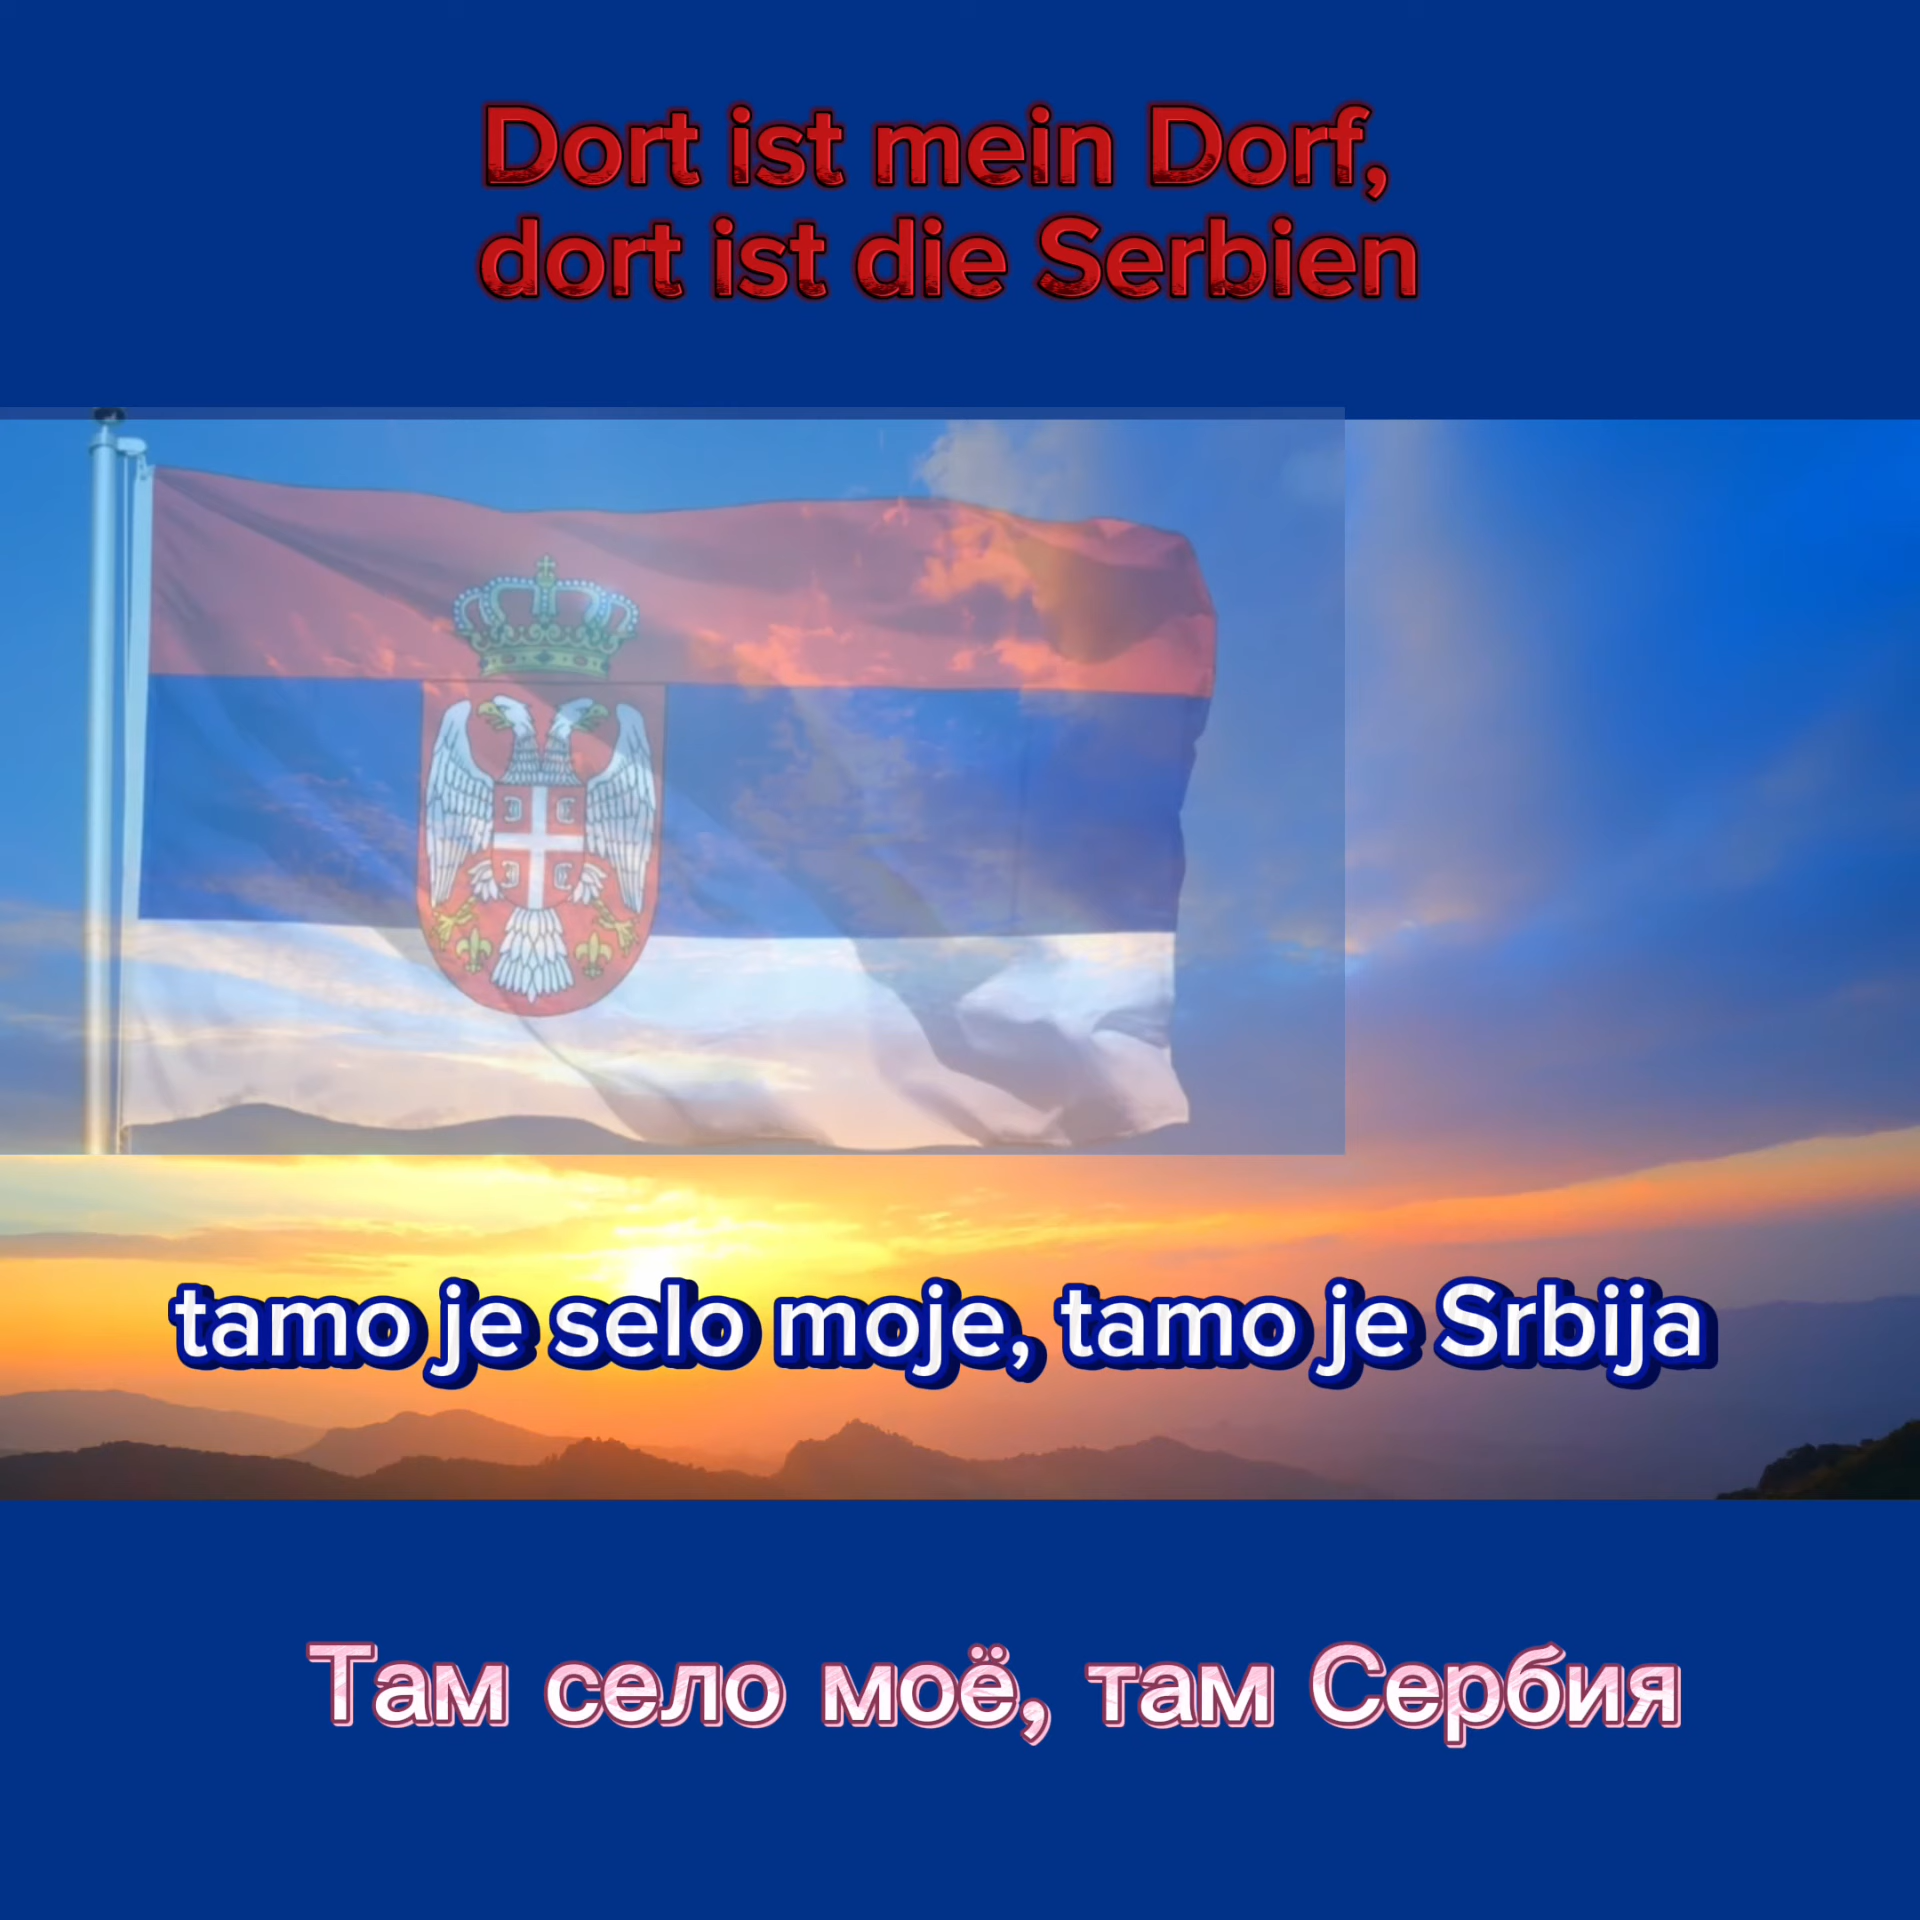 Dort ist mein Dorf,
dort ist die Serbien
tamo je selo moje, tamo je Srbija
Там село моё, там Сербия